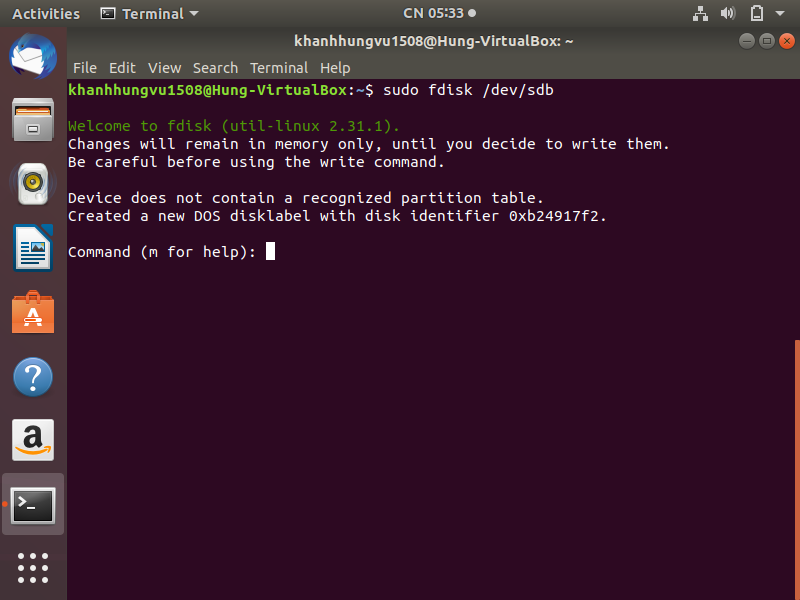 Activities Terminal CN 05:33
khanhhungvu1508@Hung-VirtualBox: ~
File Edit View Search Terminal Help
khanhhungvu1508@Hung-VirtualBox:~$ sudo fdisk /dev/sdb
Welcome to fdisk (util-linux 2.31.1).
Changes will remain in memory only, until you decide to write them.
Be careful before using the write command.
Device does not contain a recognized partition table.
Created a new DOS disklabel with disk identifier 0xb24917f2.
Command (m for help):